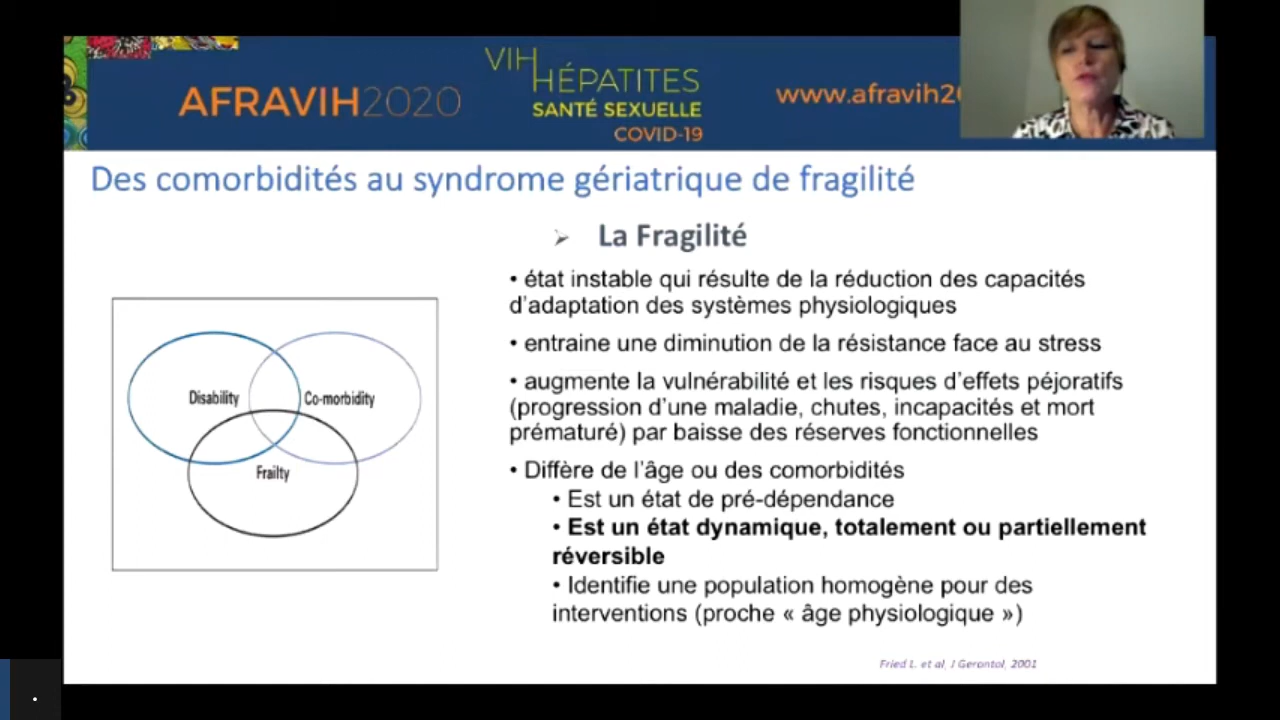 AFRAVIH2020
VIH
HÉPATITES
SANTÉ SEXUELLE
COVID-19
www.afravih20
Des comorbidités au syndrome gériatrique de fragilité
➢ La Fragilité
• état instable qui résulte de la réduction des capacités
d'adaptation des systèmes physiologiques
• entraine une diminution de la résistance face au stress
• augmente la vulnérabilité et les risques d'effets péjoratifs
(progression d'une maladie, chutes, incapacités et mort
prématuré) par baisse des réserves fonctionnelles
• Diffère de l'âge ou des comorbidités
• Est un état de pré-dépendance
• Est un état dynamique, totalement ou partiellement
réversible
• Identifie une population homogène pour des
interventions (proche « âge physiologique »)
Disability
Co-morbidity
Frailty
Fried L. et al, J Gerontol, 2001